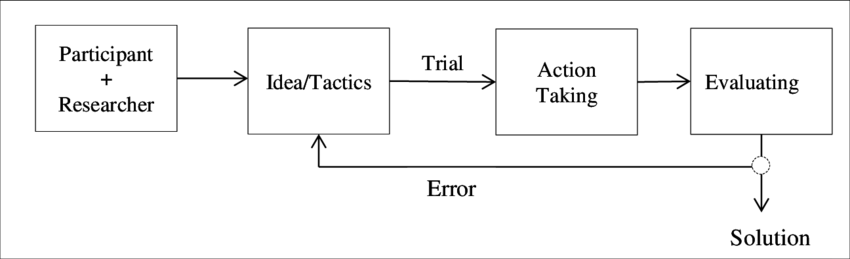 Participant
+
Researcher
Idea/Tactics
Trial
Action
Taking
Evaluating
Error
Solution